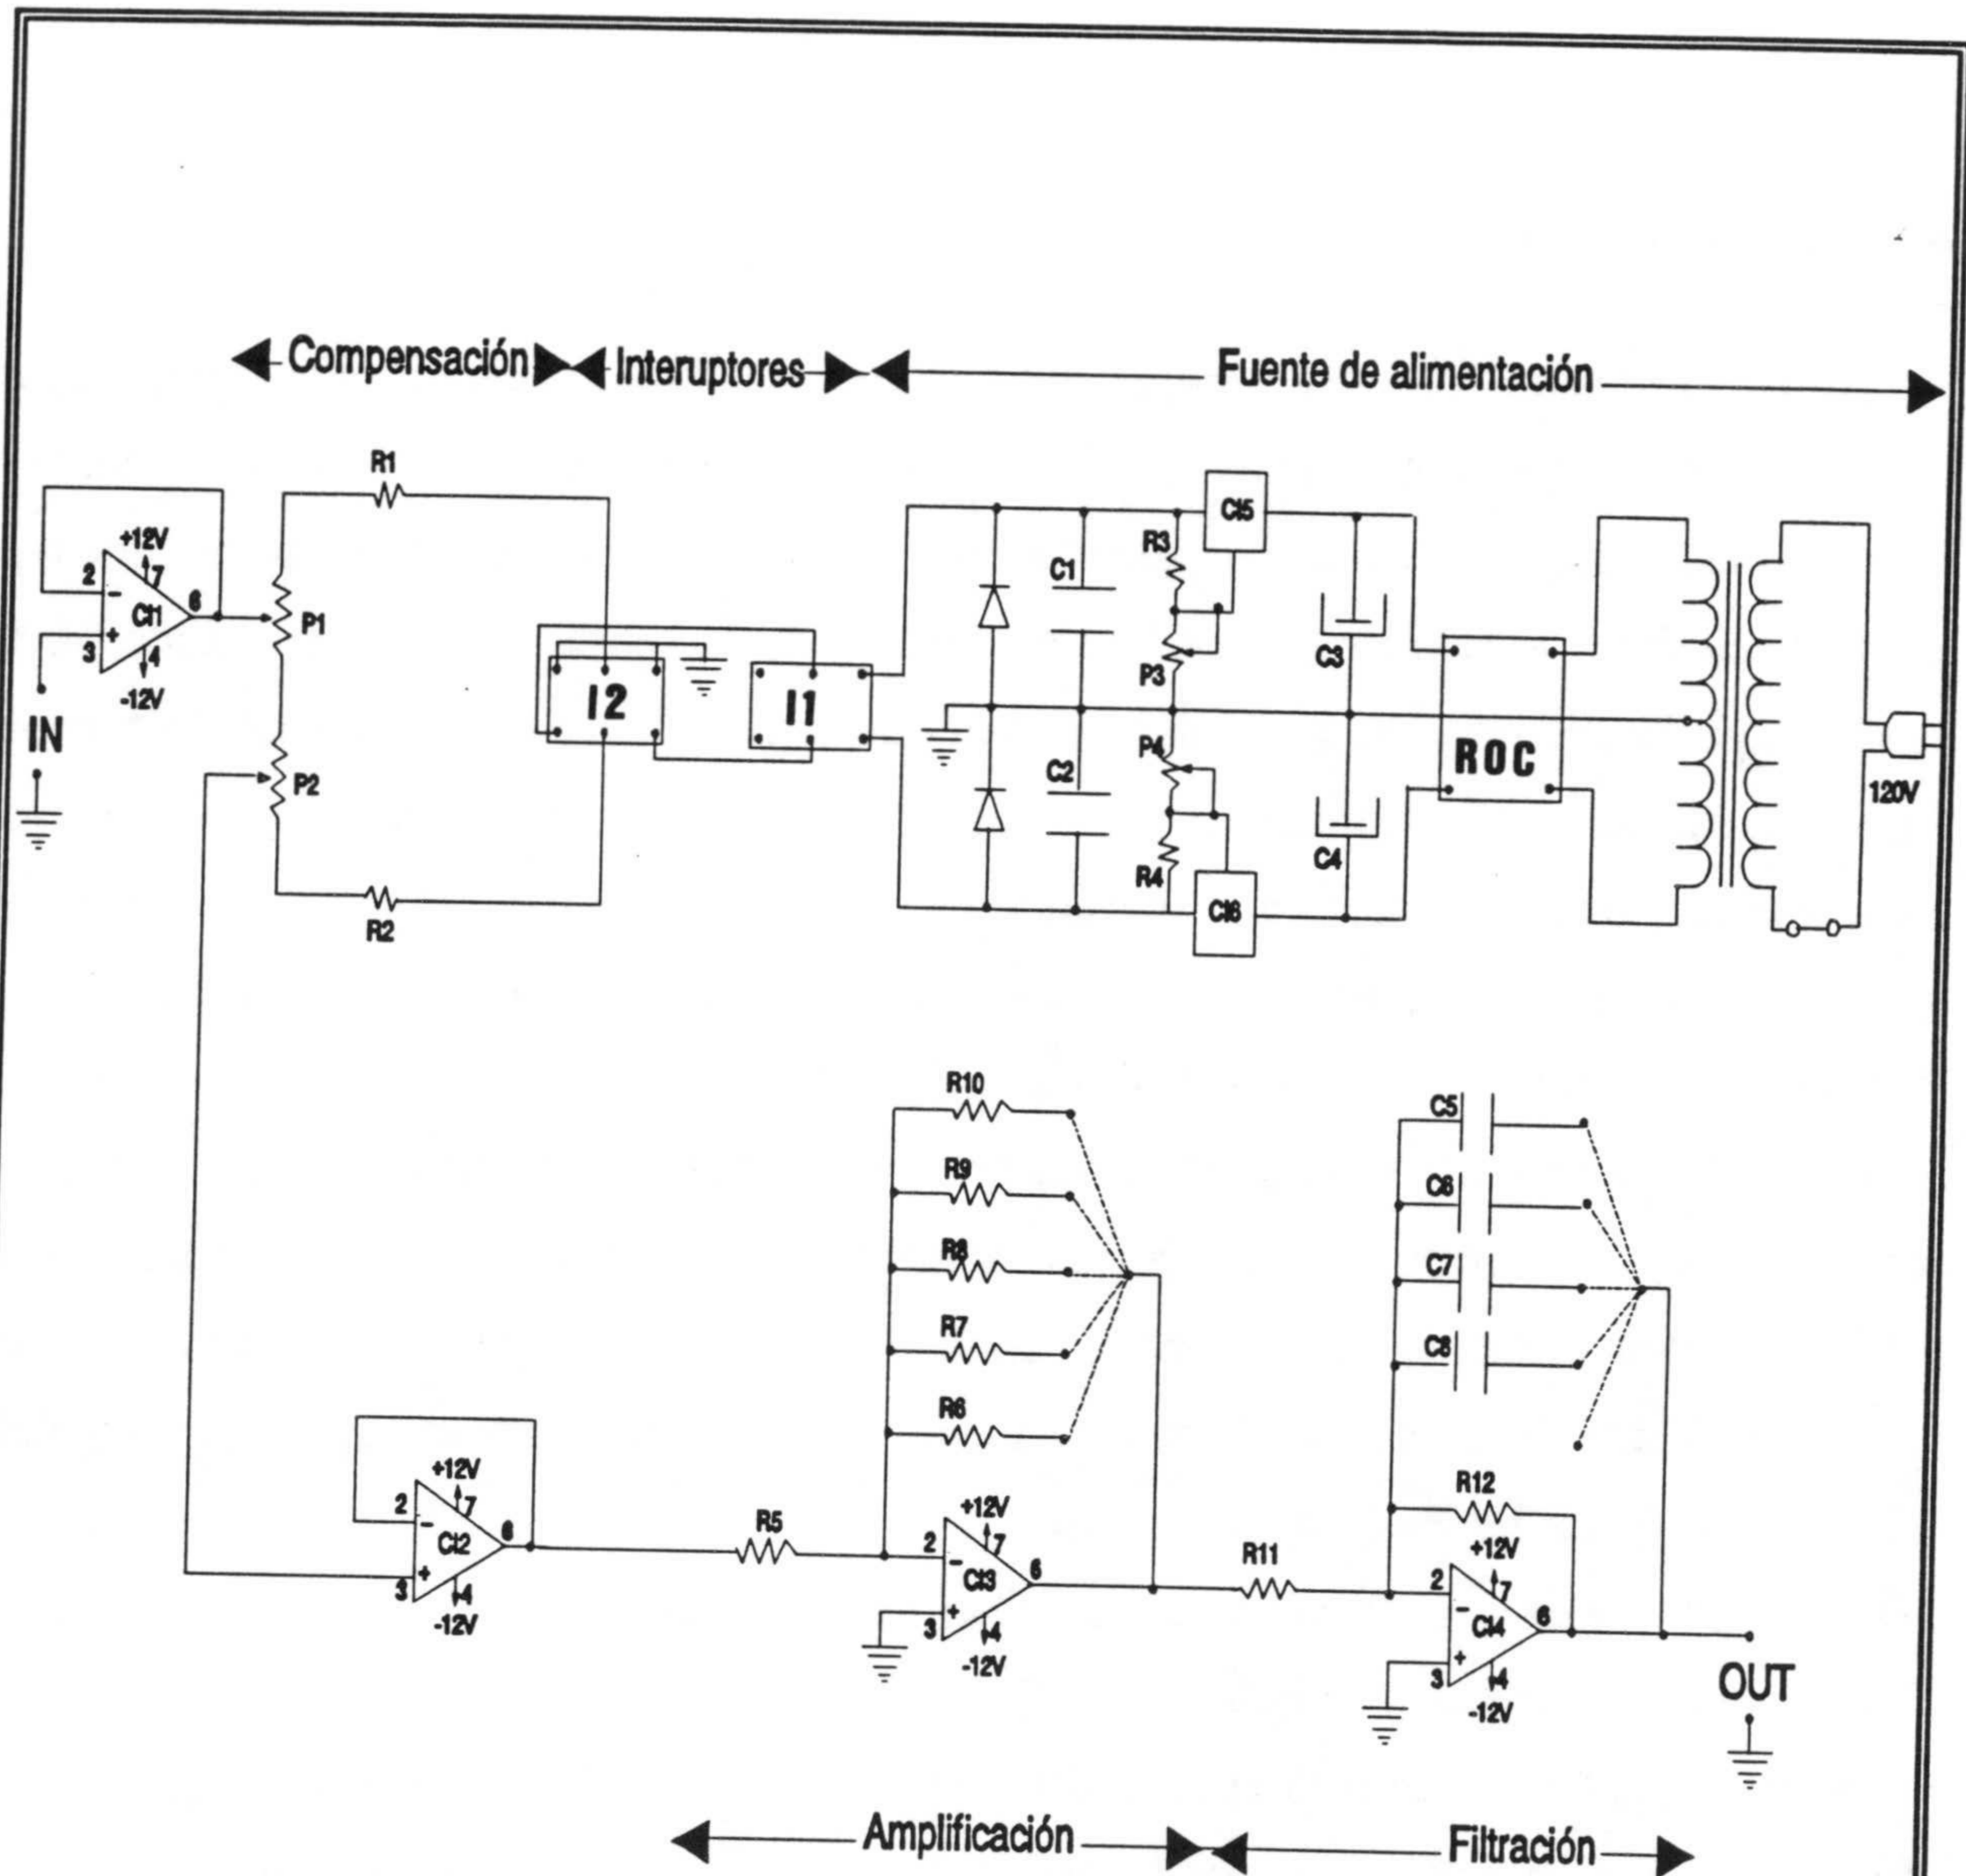 Compensación Interuptores Fuente de alimentación
R1
+12V
2
-
7
CI1
6
+
3
4
-12V
IN
P1
P2
R2
I2
I1
C1
C2
R3
P3
P4
R4
CI5
CI6
C3
C4
ROC
120V
R10
R9
R8
R7
R6
C5
C6
C7
C8
R12
+12V
2
-
7
CI2
6
+
3
4
-12V
R5
+12V
2
-
7
CI3
6
+
3
4
-12V
R11
+12V
2
-
7
CI4
6
+
3
4
-12V
OUT
Amplificación Filtración